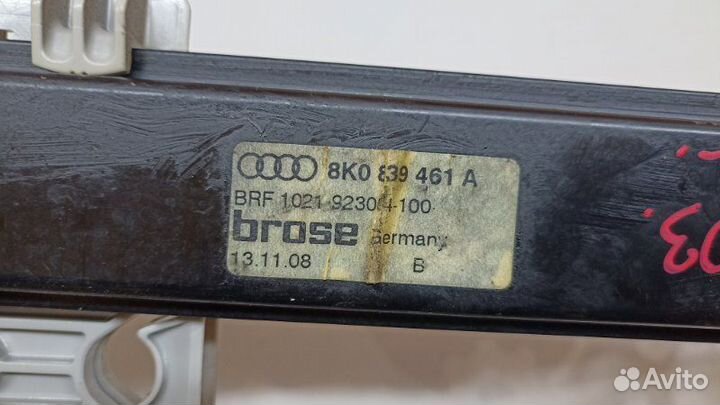 8K0 839 461 A
BRF 1021 92304-100
brose Germany
13.11.08 B
Avito